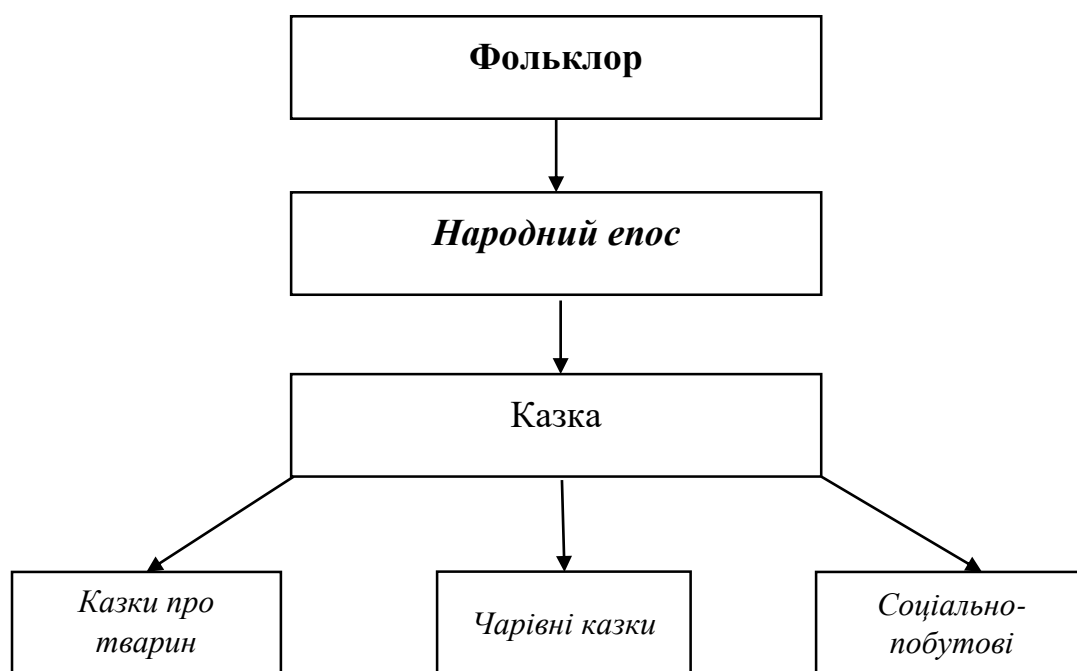 Фольклор
Народний епос
Казка
Казки про
тварин
Чарівні казки
Соціально-
побутові